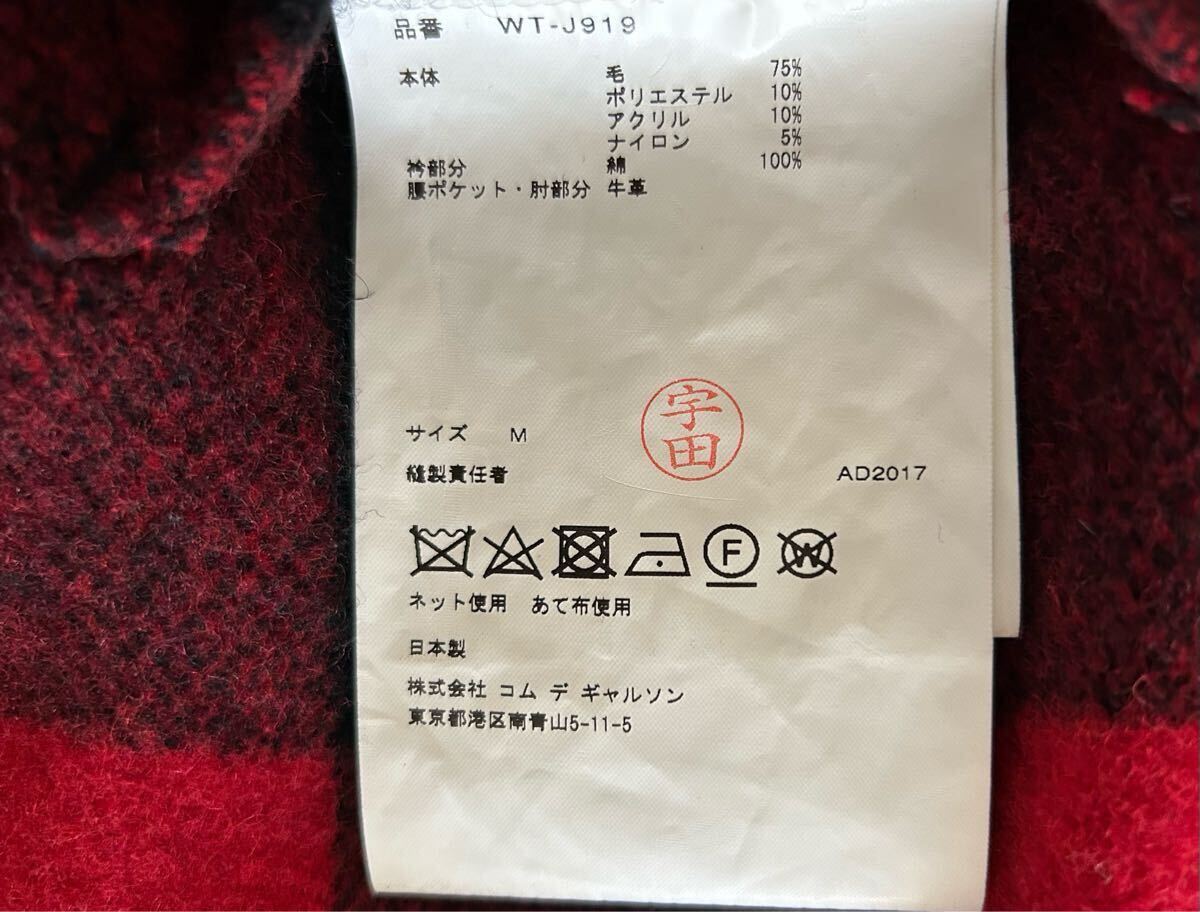 品番 WT-J919
本体 毛 75%
ポリエステル 10%
アクリル 10%
ナイロン 5%
衿部分 綿 100%
腰ポケット・肘部分 牛革
サイズ M
宇田
縫製責任者 AD2017
F W
ネット使用 あて布使用
日本製
株式会社 コム デ ギャルソン
東京都港区南青山5-11-5